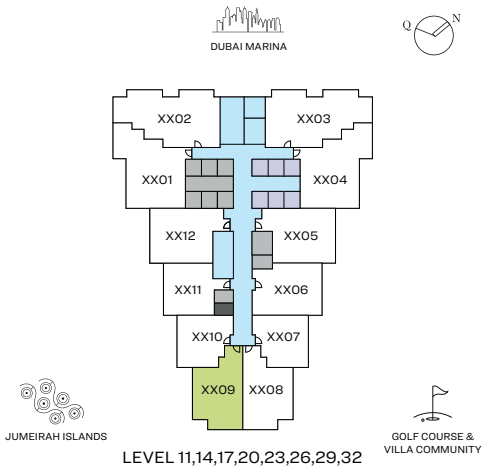 DUBAI MARINA
Q N
XX02 XX03
XX01 XX04
XX12 XX05
XX11 XX06
XX10 XX07
XX09 XX08
JUMEIRAH ISLANDS
GOLF COURSE &
VILLA COMMUNITY
LEVEL 11,14,17,20,23,26,29,32